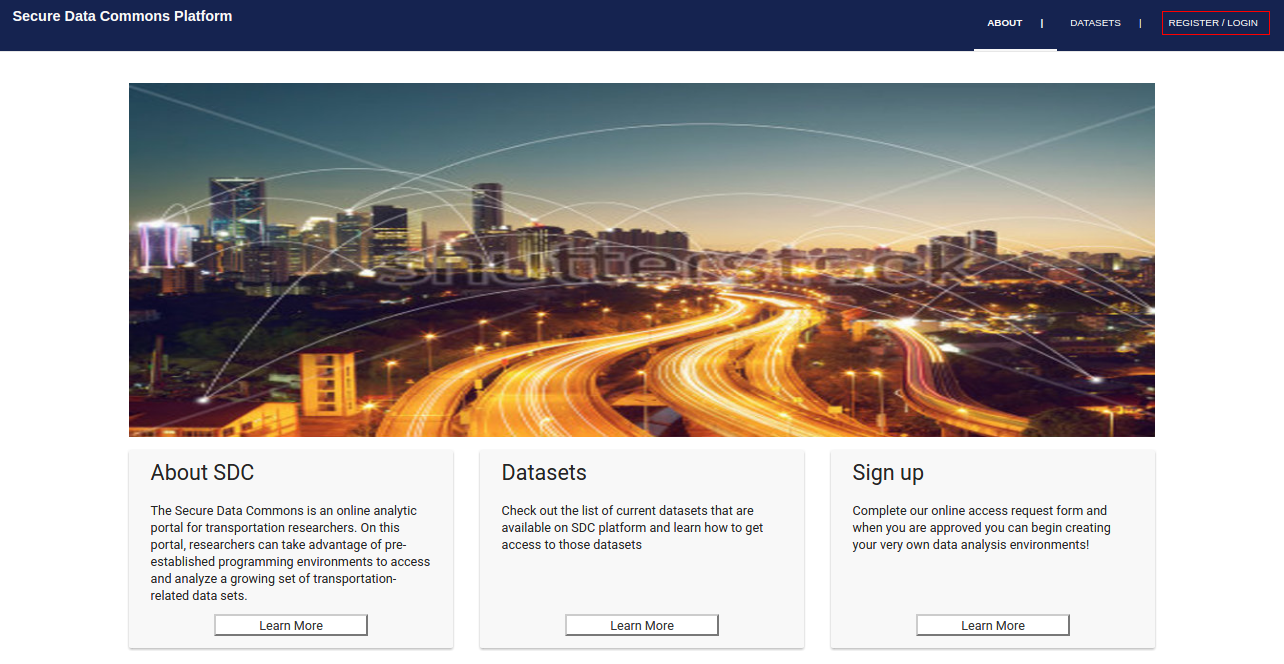 Secure Data Commons Platform
ABOUT | DATASETS | REGISTER / LOGIN
shutterstock
About SDC
The Secure Data Commons is an online analytic
portal for transportation researchers. On this
portal, researchers can take advantage of pre-
established programming environments to access
and analyze a growing set of transportation-
related data sets.
Learn More
Datasets
Check out the list of current datasets that are
available on SDC platform and learn how to get
access to those datasets
Learn More
Sign up
Complete our online access request form and
when you are approved you can begin creating
your very own data analysis environments!
Learn More